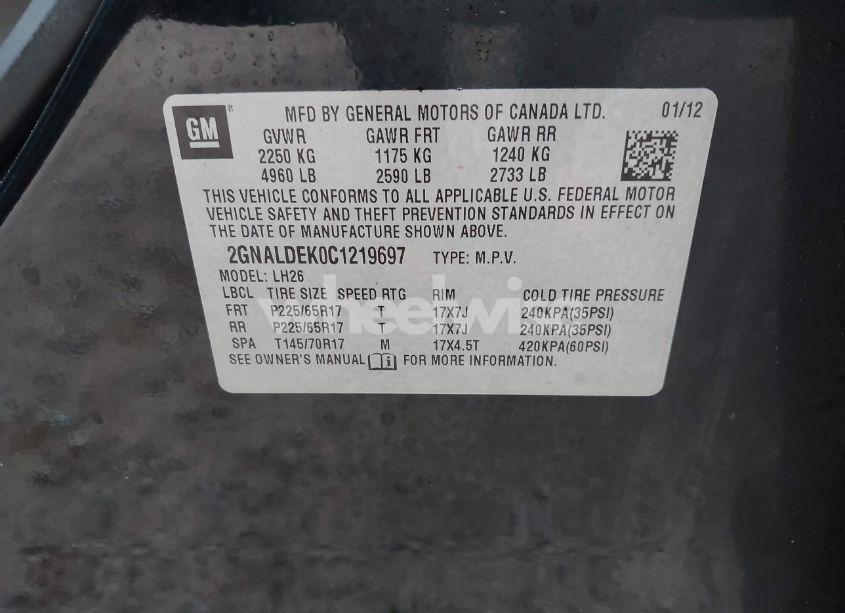 GM ® MFD BY GENERAL MOTORS OF CANADA LTD. 01/12
GVWR GAWR FRT GAWR RR
2250 KG 1175 KG 1240 KG
4960 LB 2590 LB 2733 LB
THIS VEHICLE CONFORMS TO ALL APPLICABLE U.S. FEDERAL MOTOR
VEHICLE SAFETY AND THEFT PREVENTION STANDARDS IN EFFECT ON
THE DATE OF MANUFACTURE SHOWN ABOVE.
2GNALDEK0C1219697 TYPE: M.P.V.
MODEL: LH26
LBCL TIRE SIZE SPEED RTG RIM COLD TIRE PRESSURE
FRT P225/65R17 T 17X7J 240KPA(35PSI)
RR P225/65R17 T 17X7J 240KPA(35PSI)
SPA T145/70R17 M 17X4.5T 420KPA(60PSI)
SEE OWNER'S MANUAL FOR MORE INFORMATION.